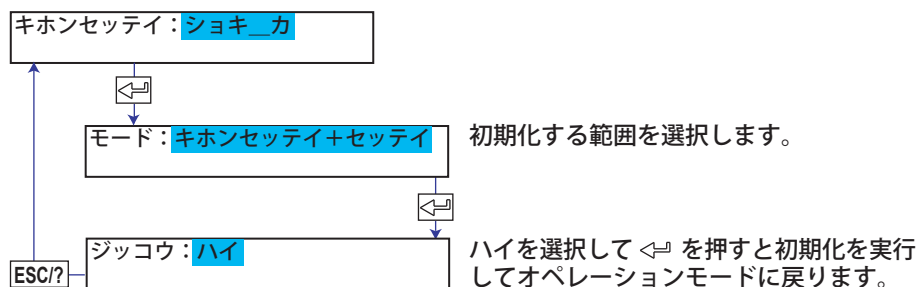 キホンセッテイ：ショキ__カ
モード：キホンセッテイ＋セッテイ
初期化する範囲を選択します。
ジッコウ：ハイ
ハイを選択して を押すと初期化を実行
してオペレーションモードに戻ります。
ESC/?